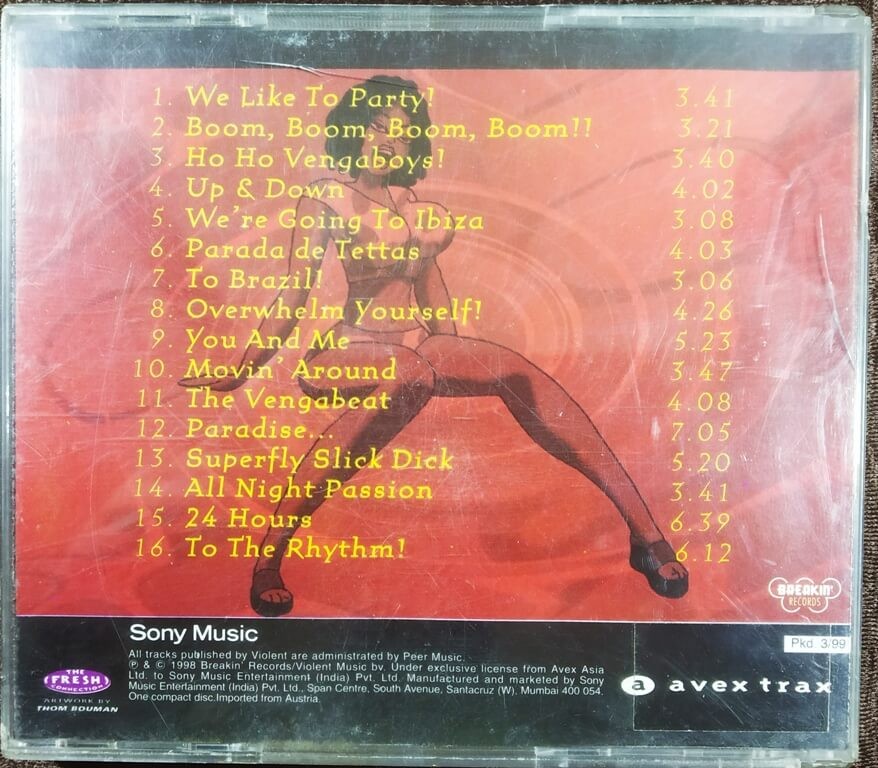 1. We Like To Party! 3.41
2. Boom, Boom, Boom, Boom!! 3.21
3. Ho Ho Vengaboys! 3.40
4. Up & Down 4.02
5. We're Going To Ibiza 3.08
6. Parada de Tettas 4.03
7. To Brazil! 3.06
8. Overwhelm Yourself! 4.26
9. You And Me 5.23
10. Movin' Around 3.47
11. The Vengabeat 4.08
12. Paradise... 7.05
13. Superfly Slick Dick 5.20
14. All Night Passion 3.41
15. 24 Hours 6.39
16. To The Rhythm! 6.12
BREAKIN'
RECORDS
Sony Music
All tracks published by Violent are administrated by Peer Music.
℗ & © 1998 Breakin' Records/Violent Music bv. Under exclusive license from Avex Asia
Ltd. to Sony Music Entertainment (India) Pvt. Ltd. Manufactured and marketed by Sony
Music Entertainment (India) Pvt. Ltd., Span Centre, South Avenue, Santacruz (W), Mumbai 400 054.
One compact disc.Imported from Austria.
Pkd. 3/99
THE
FRESH
CONNECTION
ARTWORK BY
THOM BOUMAN
a avex trax